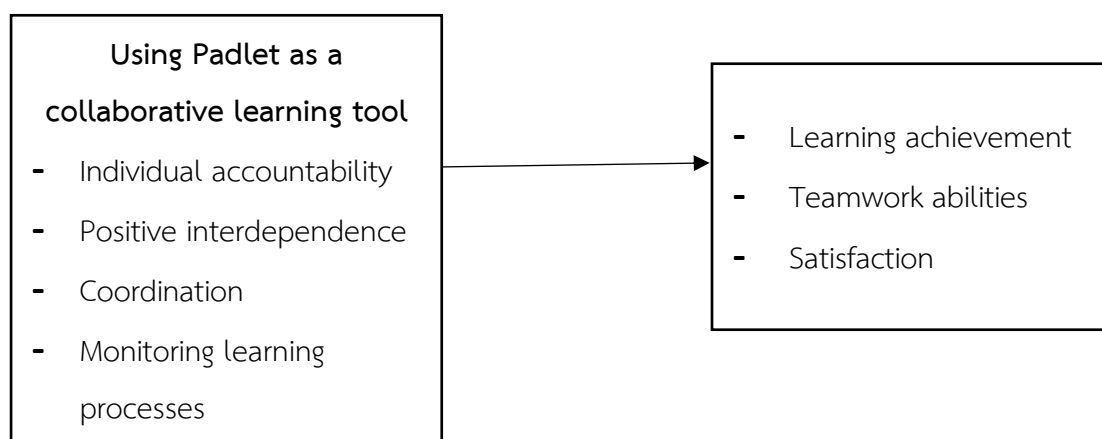 Using Padlet as a
collaborative learning tool
- Individual accountability
- Positive interdependence
- Coordination
- Monitoring learning
processes
- Learning achievement
- Teamwork abilities
- Satisfaction